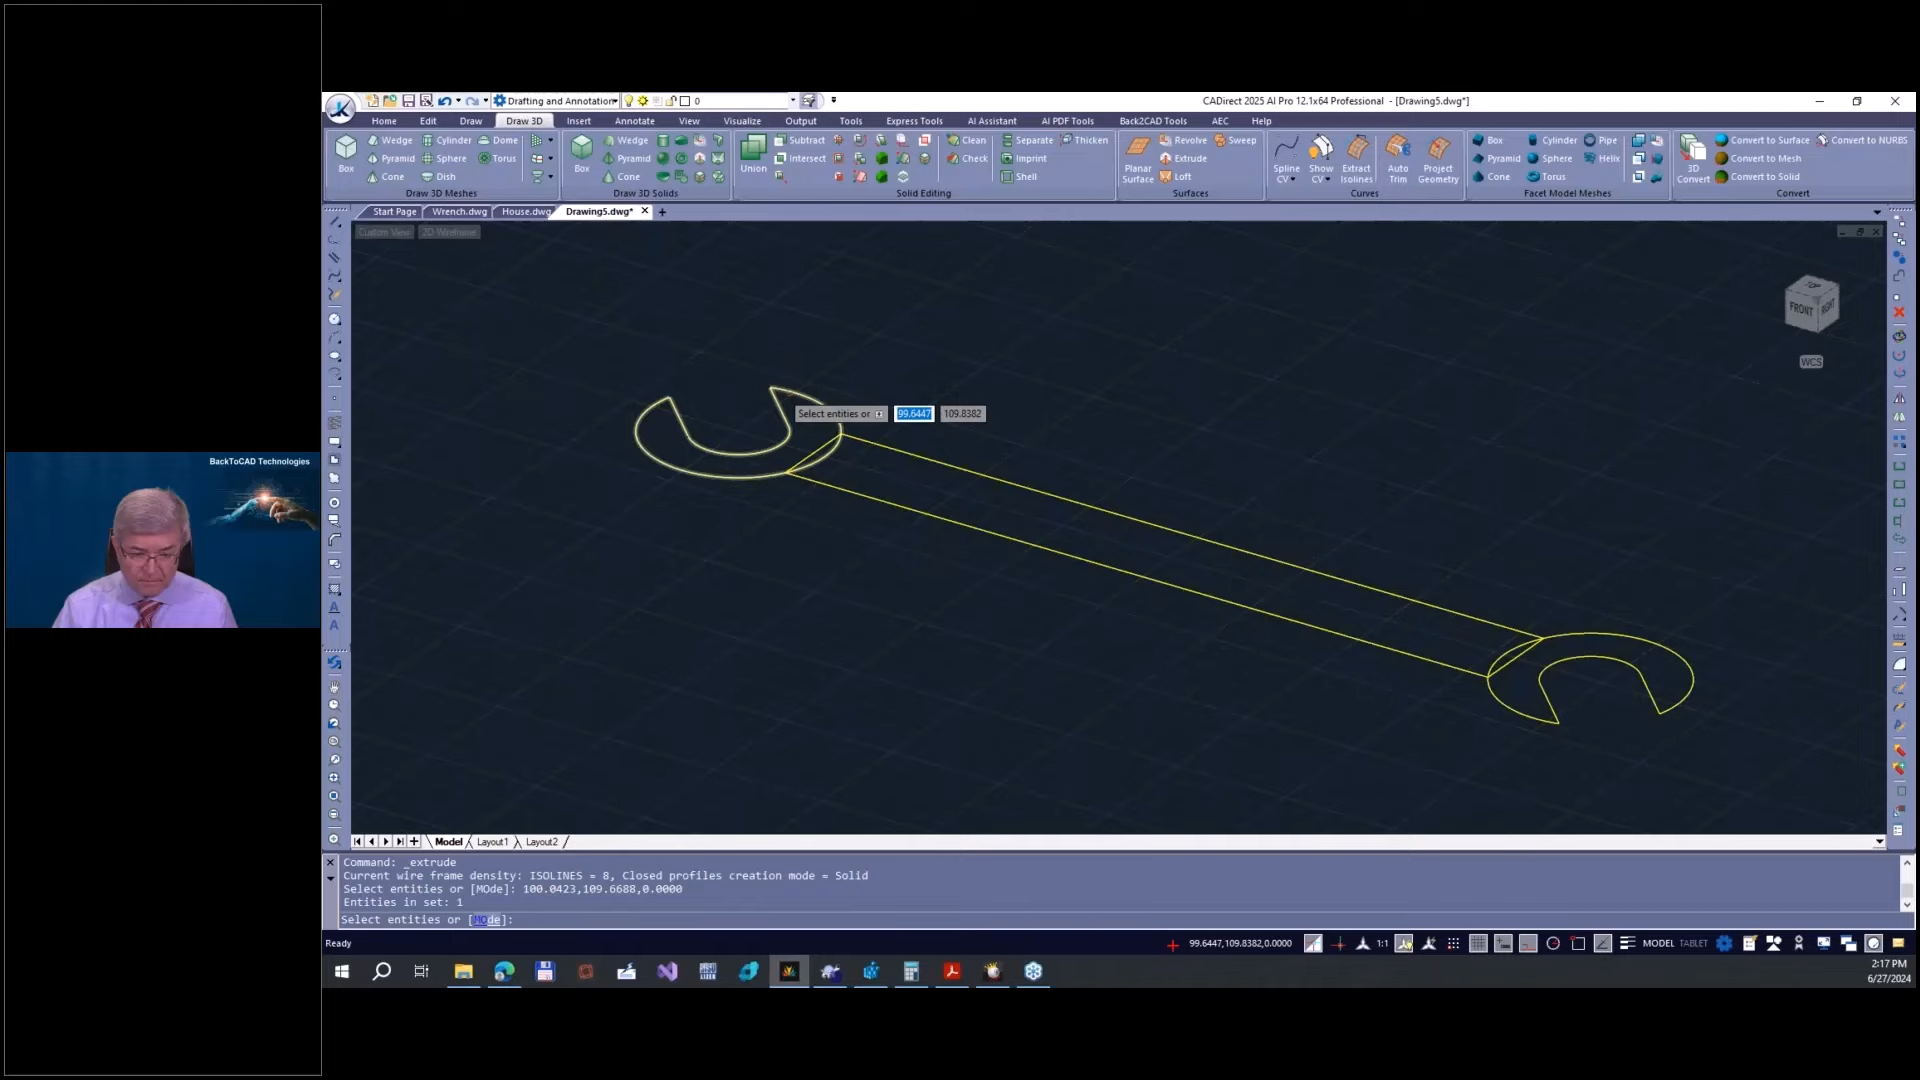 Drafting and Annotation
0
CADirect 2025 AI Pro 12.1x64 Professional - [Drawing5.dwg*]
Home Edit Draw Draw 3D Insert Annotate View Visualize Output Tools Express Tools AI Assistant AI PDF Tools Back2CAD Tools AEC Help
Box Wedge Cylinder Dome
Pyramid Sphere Torus
Cone Dish
Draw 3D Meshes
Box Wedge
Pyramid
Cone
Draw 3D Solids
Union Subtract
Intersect
Clean
Check
Separate Thicken
Imprint
Shell
Solid Editing
Planar Surface
Revolve Sweep
Extrude
Loft
Surfaces
Spline CV
Show CV
Extract Isolines
Curves
Auto Trim
Project Geometry
Box Cylinder Pipe
Pyramid Sphere Helix
Cone Torus
Facet Model Meshes
3D Convert
Convert to Surface Convert to NURBS
Convert to Mesh
Convert to Solid
Convert
Start Page Wrench.dwg House.dwg Drawing5.dwg*
Custom View 2D Wireframe
TOP
FRONT RIGHT
WCS
Select entities or 99.6447 109.8382
BackToCAD Technologies
Model Layout1 Layout2
Command: _extrude
Current wire frame density: ISOLINES = 8, Closed profiles creation mode = Solid
Select entities or [MOde]: 100.0423,109.6688,0.0000
Entities in set: 1
Select entities or [MOde]:
Ready
99.6447,109.8382,0.0000
1:1
MODEL TABLET
2:17 PM
6/27/2024